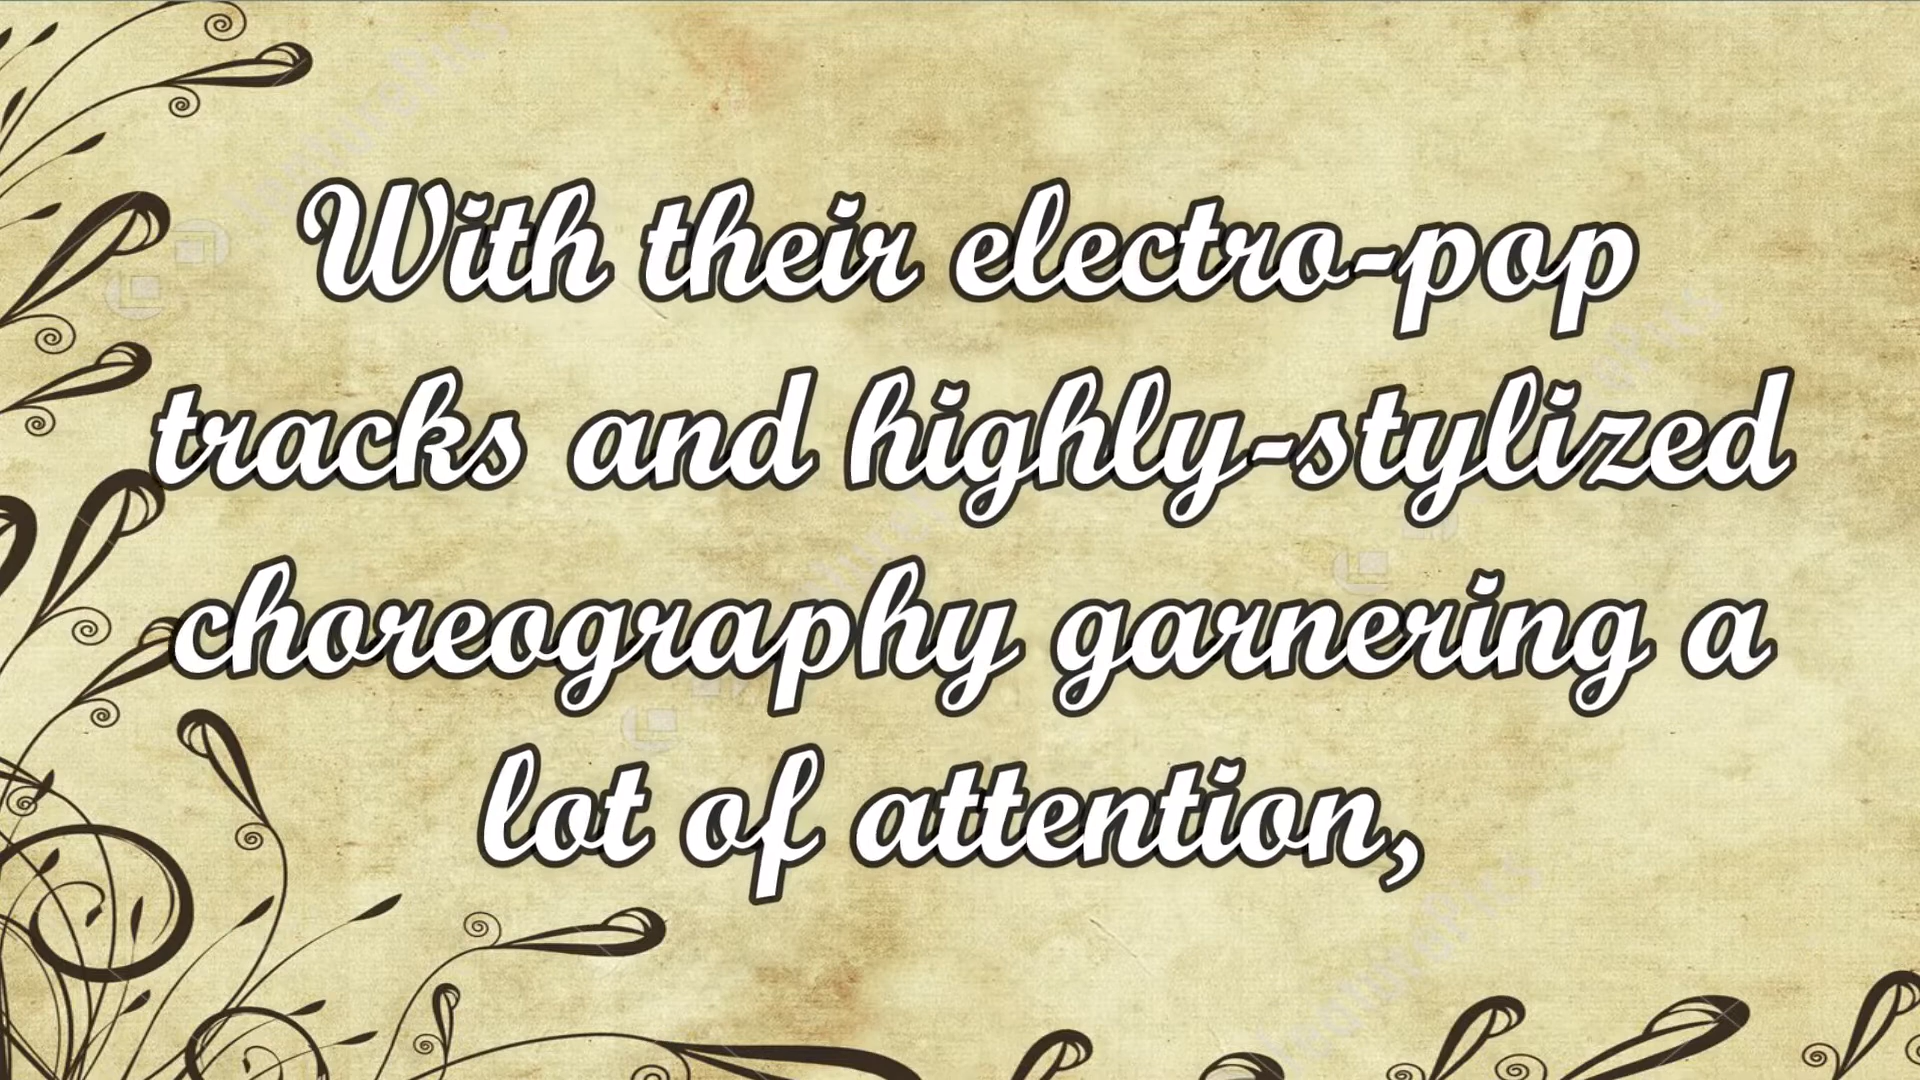 With their electro-pop
tracks and highly-stylized
choreography garnering a
lot of attention,